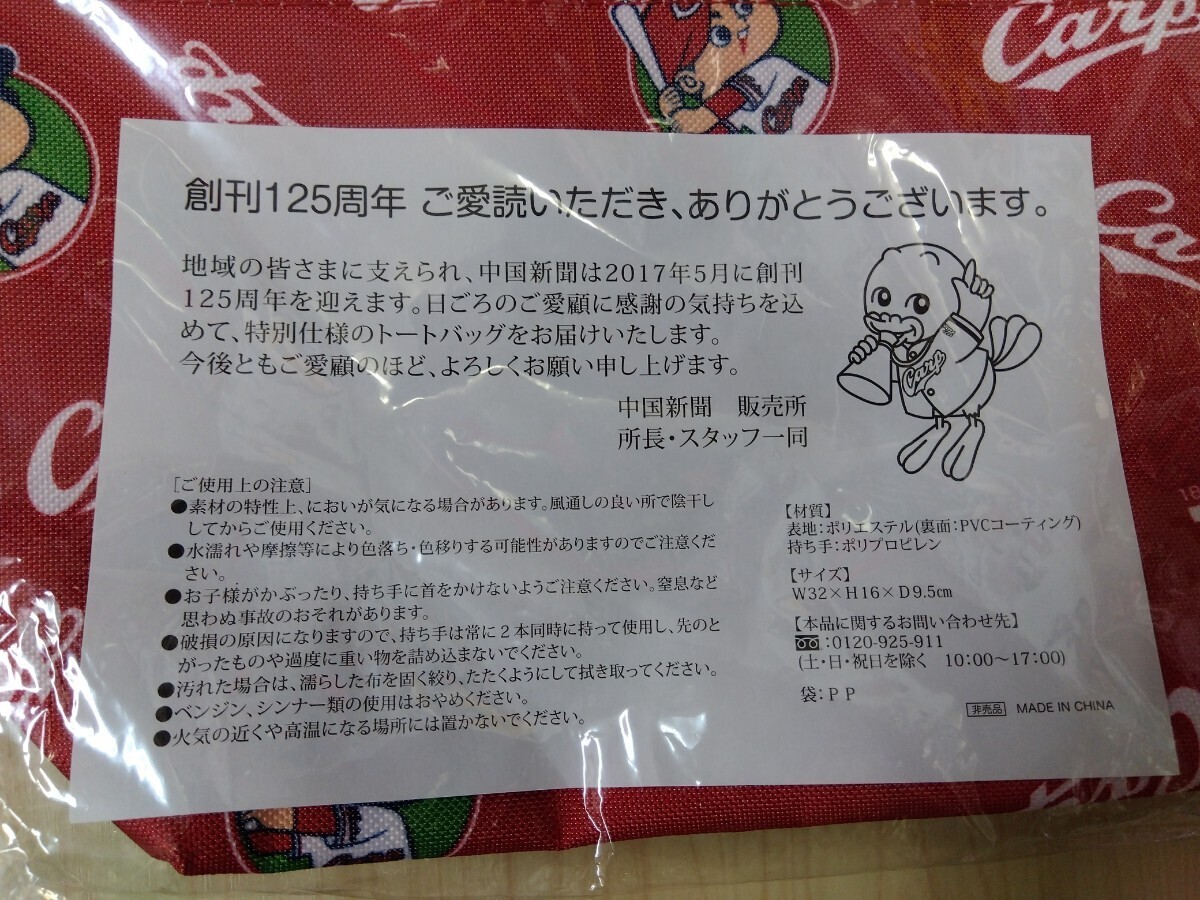 Carp
創刊125周年 ご愛読いただき、ありがとうございます。
地域の皆さまに支えられ、中国新聞は2017年5月に創刊
125周年を迎えます。日ごろのご愛顧に感謝の気持ちを込
めて、特別仕様のトートバッグをお届けいたします。
今後ともご愛顧のほど、よろしくお願い申し上げます。
中国新聞 販売所
所長・スタッフ一同
Carp
［ご使用上の注意］
●素材の特性上、においが気になる場合があります。風通しの良い所で陰干し
してからご使用ください。
●水濡れや摩擦等により色落ち・色移りする可能性がありますのでご注意くだ
さい。
●お子様がかぶったり、持ち手に首をかけないようご注意ください。窒息など
思わぬ事故のおそれがあります。
●破損の原因になりますので、持ち手は常に2本同時に持って使用し、先のと
がったものや過度に重い物を詰め込まないでください。
●汚れた場合は、濡らした布を固く絞り、たたくようにして拭き取ってください。
●ベンジン、シンナー類の使用はおやめください。
●火気の近くや高温になる場所には置かないでください。
【材質】
表地：ポリエステル(裏面：PVCコーティング)
持ち手：ポリプロピレン
【サイズ】
W32×H16×D9.5㎝
【本品に関するお問い合わせ先】
：0120-925-911
(土・日・祝日を除く 10:00〜17:00)
袋：PP
非売品 MADE IN CHINA